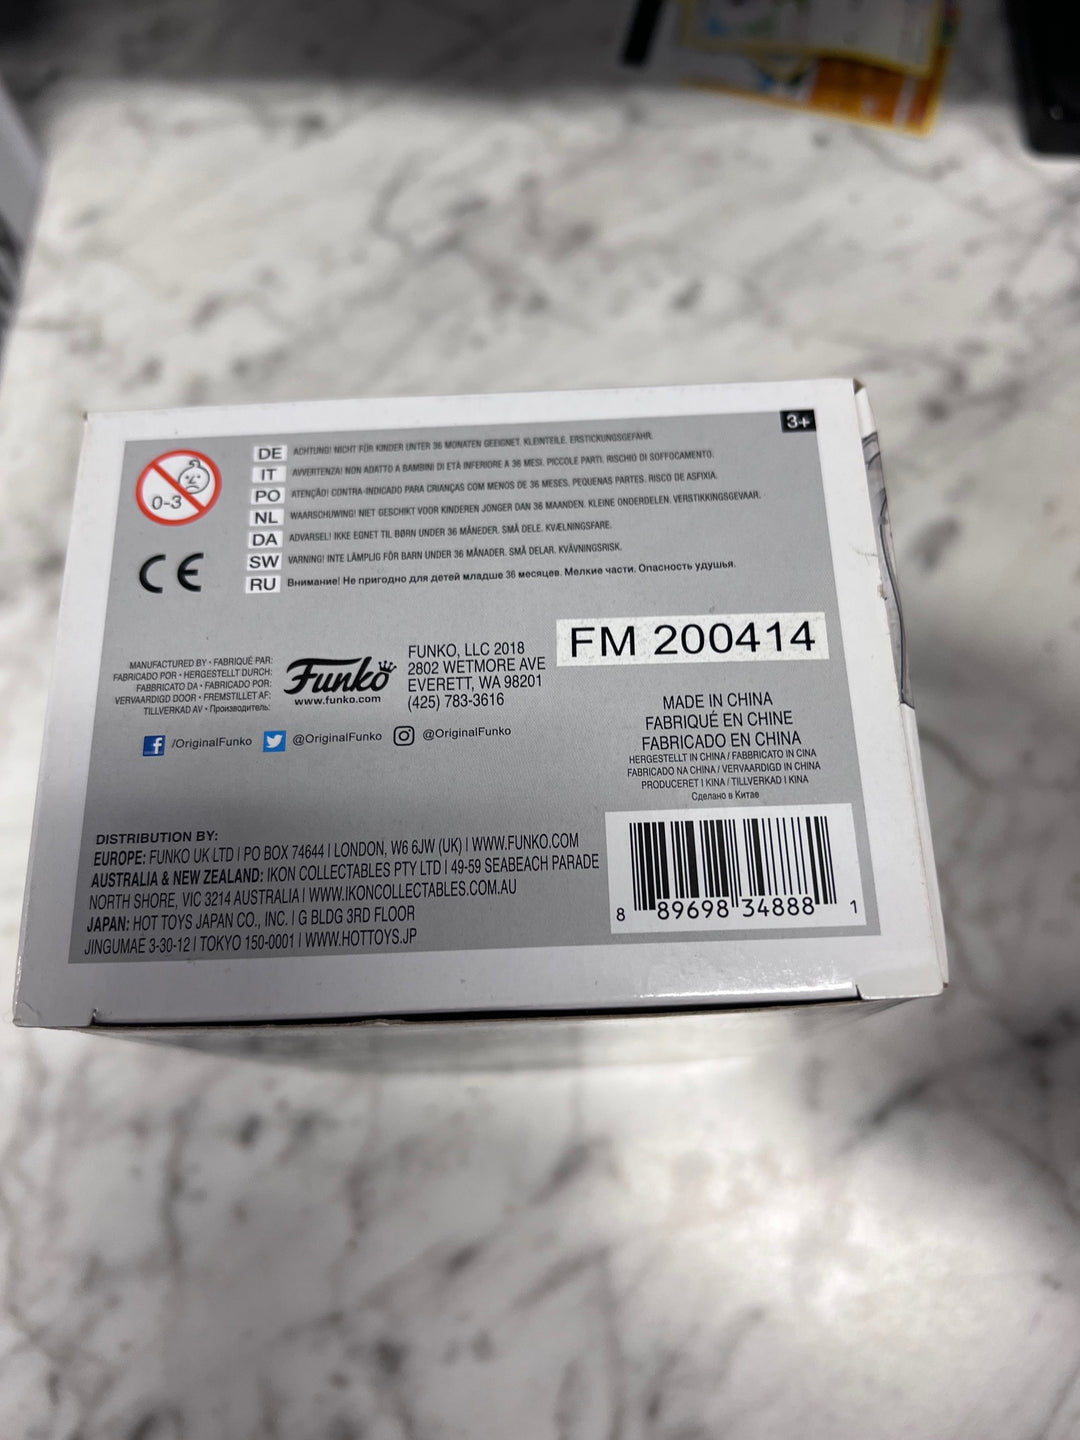 3+
0-3
DE ACHTUNG! NICHT FÜR KINDER UNTER 36 MONATEN GEEIGNET. KLEINTEILE. ERSTICKUNGSGEFAHR.
IT AVVERTENZA! NON ADATTO A BAMBINI DI ETÀ INFERIORE A 36 MESI. PICCOLE PARTI. RISCHIO DI SOFFOCAMENTO.
PO ATENÇÃO! CONTRA-INDICADO PARA CRIANÇAS COM MENOS DE 36 MESES. PEQUENAS PARTES. RISCO DE ASFIXIA.
NL WAARSCHUWING! NIET GESCHIKT VOOR KINDEREN JONGER DAN 36 MAANDEN. KLEINE ONDERDELEN. VERSTIKKINGSGEVAAR.
DA ADVARSEL! IKKE EGNET TIL BØRN UNDER 36 MÅNEDER. SMÅ DELE. KVÆLNINGSFARE.
SW VARNING! INTE LÄMPLIG FÖR BARN UNDER 36 MÅNADER. SMÅ DELAR. KVÄVNINGSRISK.
RU Внимание! Не пригодно для детей младше 36 месяцев. Мелкие части. Опасность удушья.
CE
MANUFACTURED BY • FABRIQUÉ PAR:
FABRICADO POR • HERGESTELLT DURCH:
FABBRICATO DA • FABRICADO POR:
VERVAARDIGD DOOR • FREMSTILLET AF:
TILLVERKAD AV • Производитель:
Funko
www.funko.com
FUNKO, LLC 2018
2802 WETMORE AVE
EVERETT, WA 98201
(425) 783-3616
FM 200414
/OriginalFunko @OriginalFunko @OriginalFunko
MADE IN CHINA
FABRIQUÉ EN CHINE
FABRICADO EN CHINA
HERGESTELLT IN CHINA / FABBRICATO IN CINA
FABRICADO NA CHINA / VERVAARDIGD IN CHINA
PRODUCERET I KINA / TILLVERKAD I KINA
Сделано в Китае
DISTRIBUTION BY:
EUROPE: FUNKO UK LTD | PO BOX 74644 | LONDON, W6 6JW (UK) | WWW.FUNKO.COM
AUSTRALIA & NEW ZEALAND: IKON COLLECTABLES PTY LTD | 49-59 SEABEACH PARADE
NORTH SHORE, VIC 3214 AUSTRALIA | WWW.IKONCOLLECTABLES.COM.AU
JAPAN: HOT TOYS JAPAN CO., INC. | G BLDG 3RD FLOOR
JINGUMAE 3-30-12 | TOKYO 150-0001 | WWW.HOTTOYS.JP
8 89698 34888 1